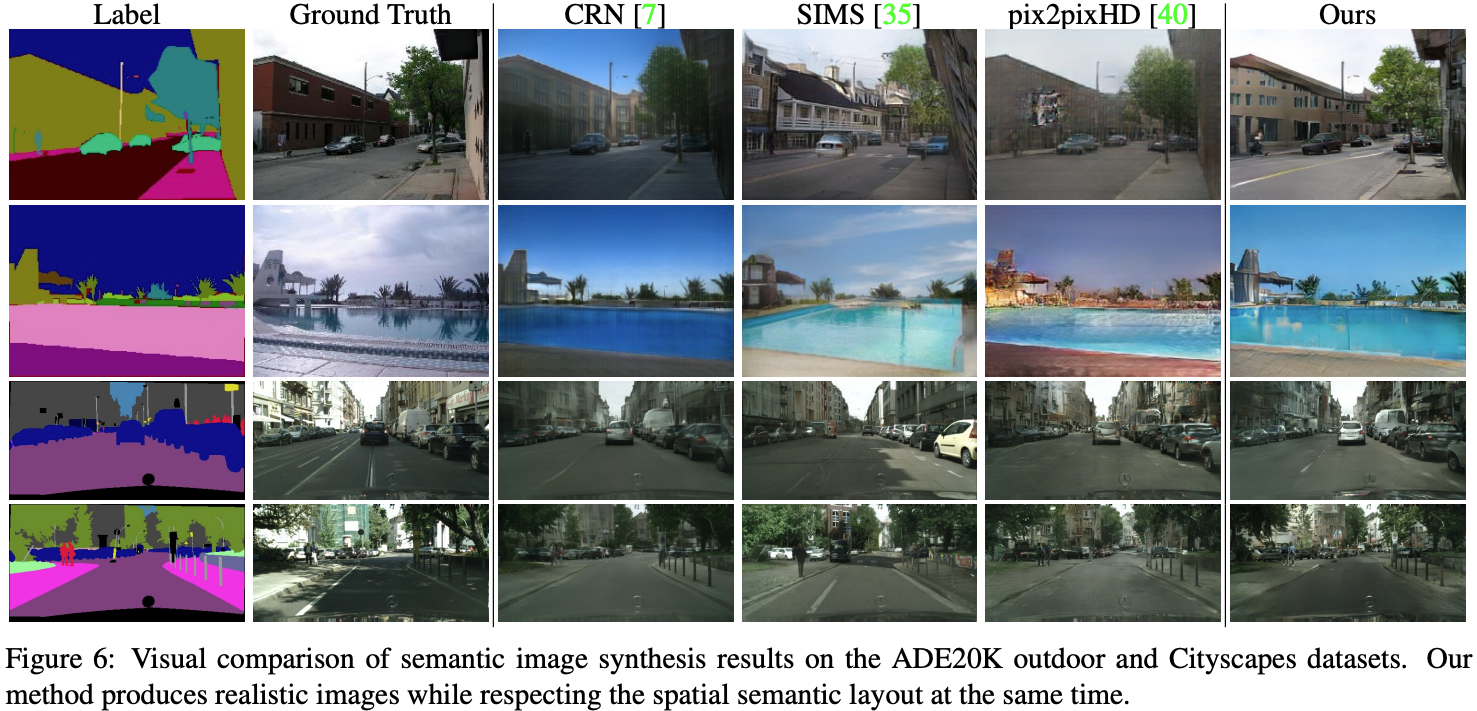 Label Ground Truth CRN [7] SIMS [35] pix2pixHD [40] Ours
Figure 6: Visual comparison of semantic image synthesis results on the ADE20K outdoor and Cityscapes datasets. Our
method produces realistic images while respecting the spatial semantic layout at the same time.